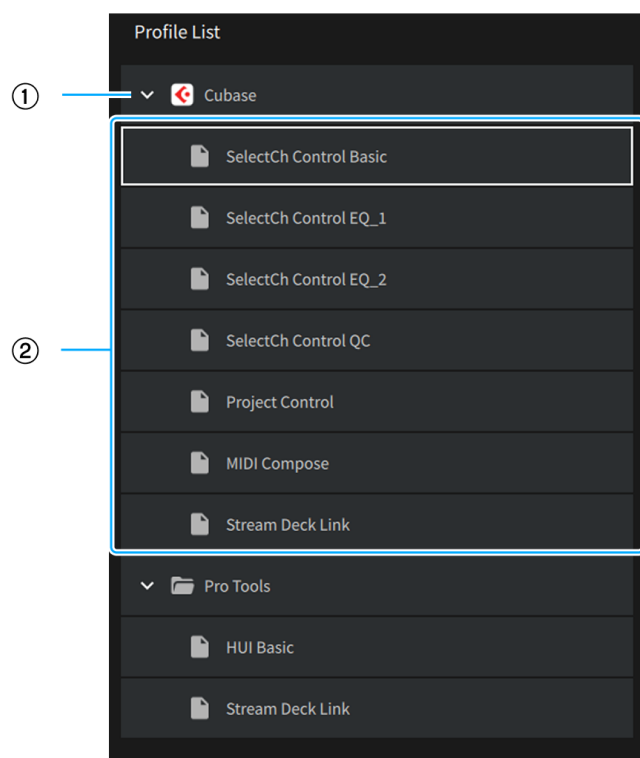 Profile List
① Cubase
SelectCh Control Basic
SelectCh Control EQ_1
SelectCh Control EQ_2
② SelectCh Control QC
Project Control
MIDI Compose
Stream Deck Link
Pro Tools
HUI Basic
Stream Deck Link